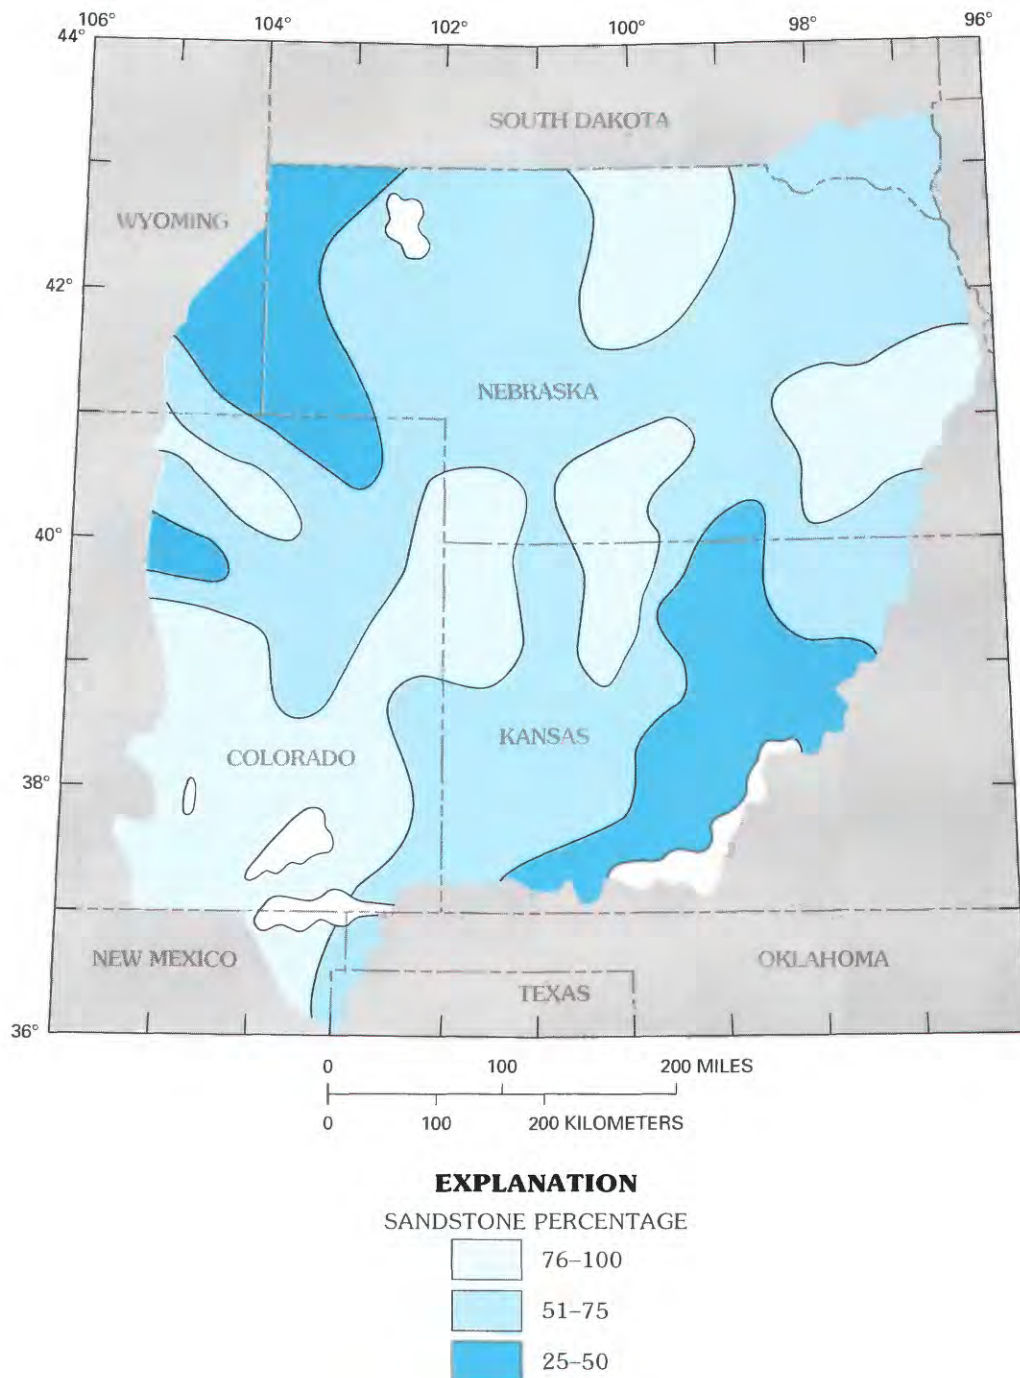 106° 104° 102° 100° 98° 96°
44°
SOUTH DAKOTA
WYOMING
42°
NEBRASKA
40°
KANSAS
COLORADO
38°
NEW MEXICO
OKLAHOMA
TEXAS
36°
0 100 200 MILES
0 100 200 KILOMETERS
EXPLANATION
SANDSTONE PERCENTAGE
76–100
51–75
25–50